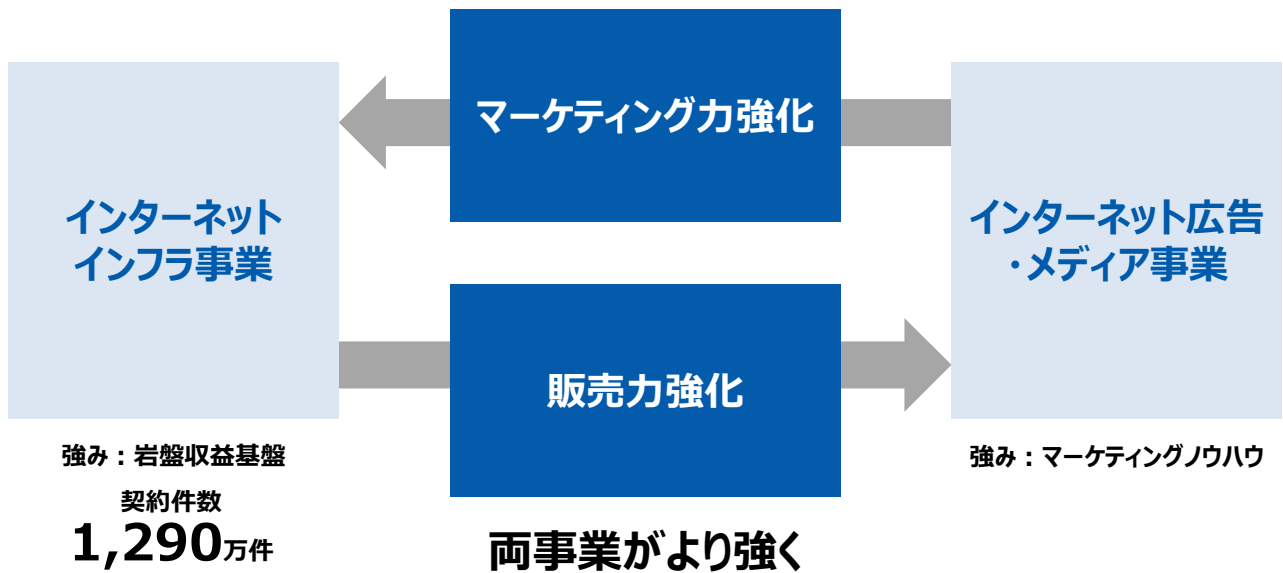 マーケティング力強化
インターネット
インフラ事業
インターネット広告
・メディア事業
販売力強化
強み：岩盤収益基盤
契約件数
1,290万件
強み：マーケティングノウハウ
両事業がより強く